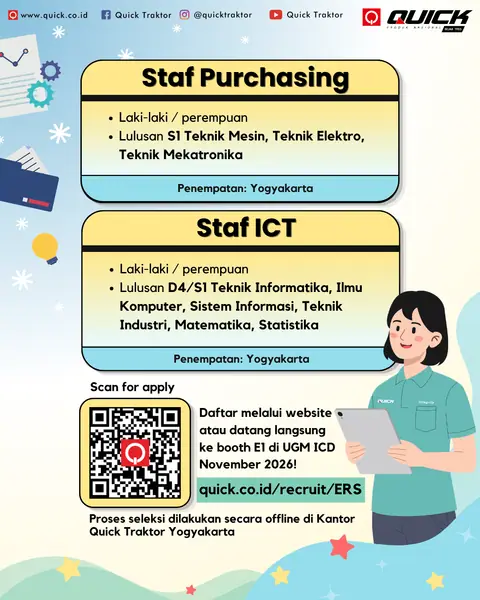 www.quick.co.id
Quick Traktor
@quicktraktor
Quick Traktor
QUICK
PRODUK NASIONAL
Staf Purchasing
Laki-laki / perempuan
Lulusan S1 Teknik Mesin, Teknik Elektro,
Teknik Mekatronika
Penempatan: Yogyakarta
Staf ICT
Laki-laki / perempuan
Lulusan D4/S1 Teknik Informatika, Ilmu
Komputer, Sistem Informasi, Teknik
Industri, Matematika, Statistika
Penempatan: Yogyakarta
Scan for apply
Daftar melalui website
atau datang langsung
ke booth E1 di UGM ICD
November 2026!
quick.co.id/recruit/ERS
Proses seleksi dilakukan secara offline di Kantor
Quick Traktor Yogyakarta
QUICK